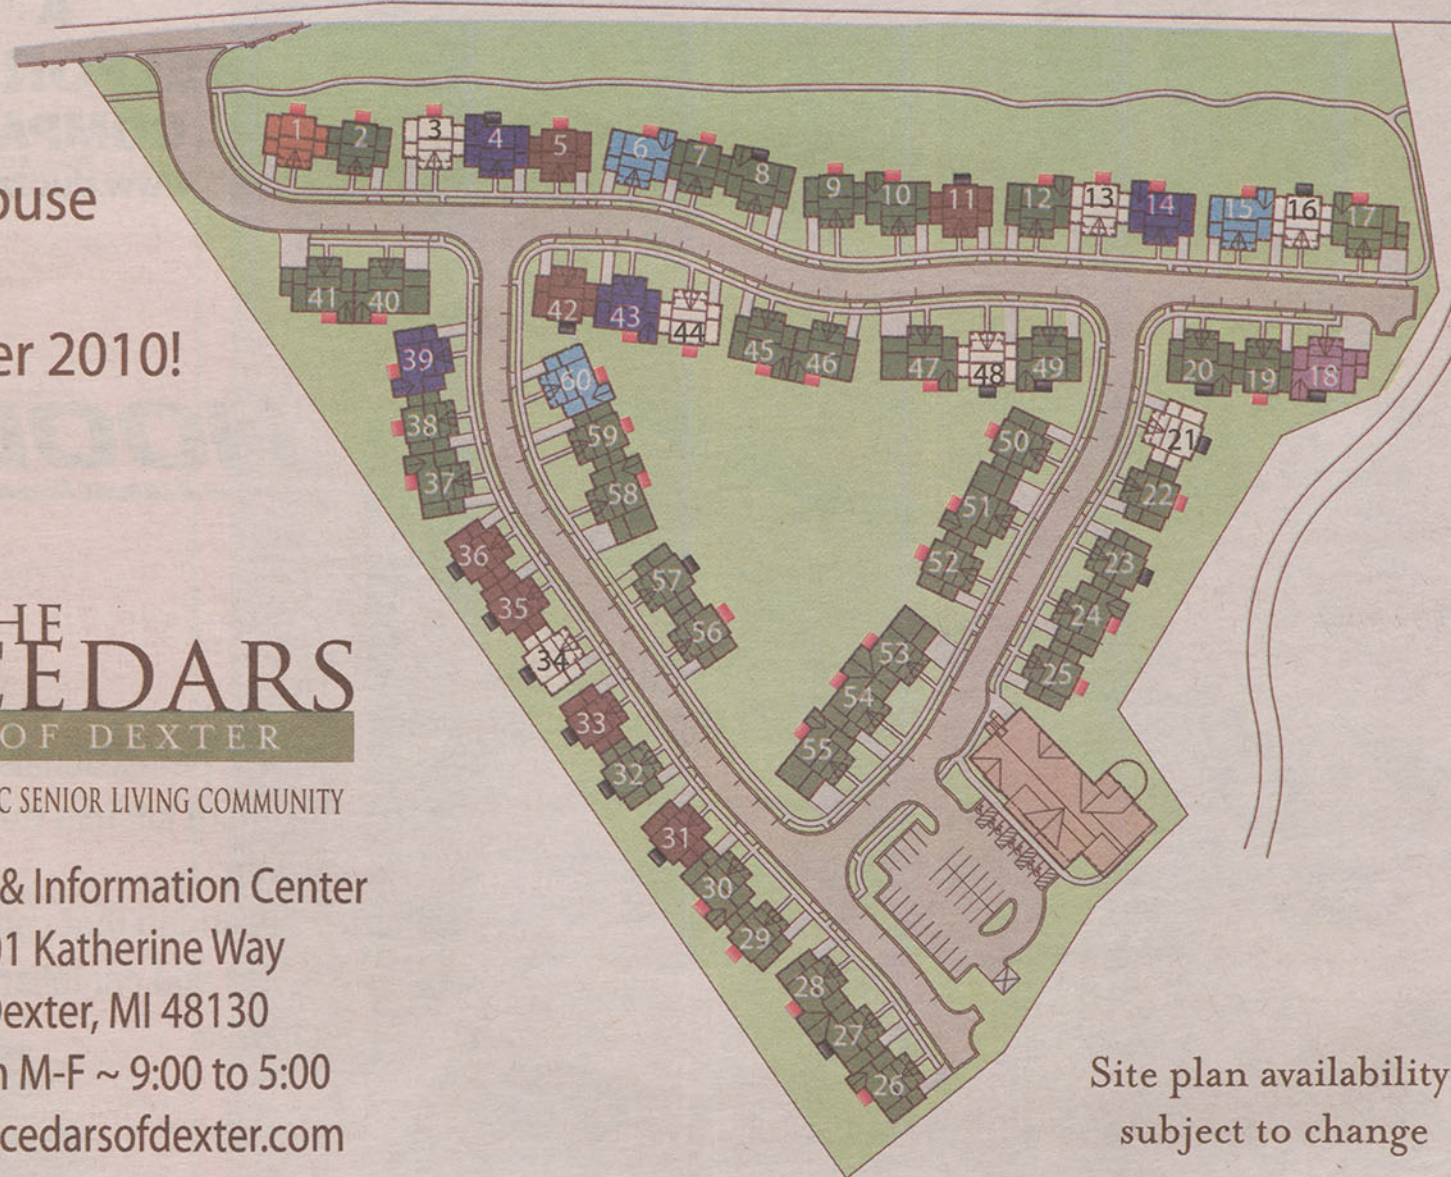 ouse
er 2010!
HE
CEDARS
OF DEXTER
C SENIOR LIVING COMMUNITY
& Information Center
01 Katherine Way
Dexter, MI 48130
n M-F ~ 9:00 to 5:00
cedarsofdexter.com
1 2 3 4 5 6 7 8 9 10 11 12 13 14 15 16 17
41 40 42 43 44 45 46 47 48 49 20 19 18
39 60 21
38 59 50 22
37 58 51 23
36 57 52 24
35 56 53 25
34 54
33 55
32
31
30
29
28
27
26
Site plan availability
subject to change